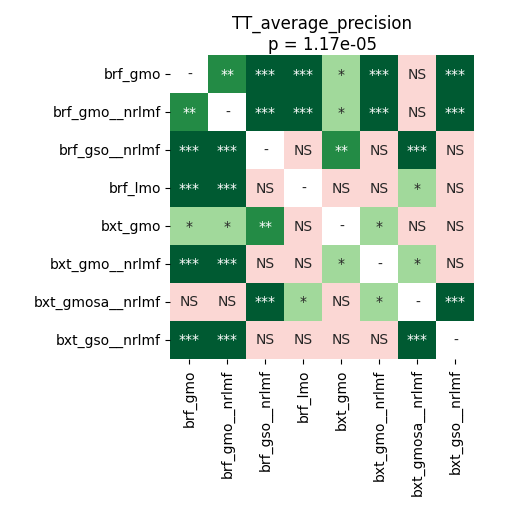 TT_average_precision
p = 1.17e-05
brf_gmo - ** *** *** * *** NS ***
brf_gmo__nrlmf ** - *** *** * *** NS ***
brf_gso__nrlmf *** *** - NS ** NS *** NS
brf_lmo *** *** NS - NS NS * NS
bxt_gmo * * ** NS - * NS NS
bxt_gmo__nrlmf *** *** NS NS * - * NS
bxt_gmosa__nrlmf NS NS *** * NS * - ***
bxt_gso__nrlmf *** *** NS NS NS NS *** -
brf_gmo
brf_gmo__nrlmf
brf_gso__nrlmf
brf_lmo
bxt_gmo
bxt_gmo__nrlmf
bxt_gmosa__nrlmf
bxt_gso__nrlmf